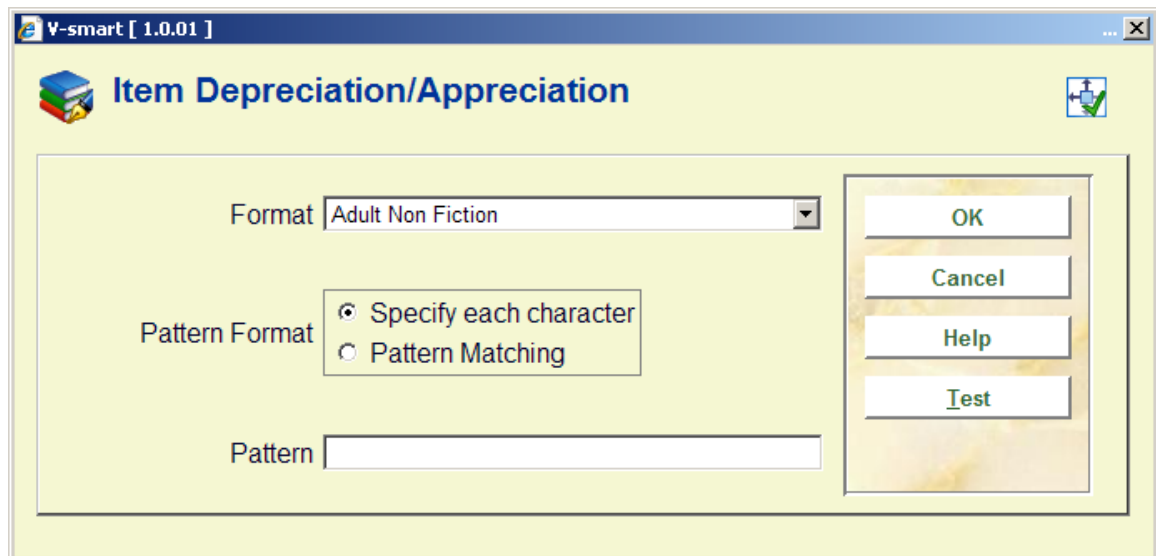 V-smart [ 1.0.01 ]
...
Item Depreciation/Appreciation
Format
Adult Non Fiction
Pattern Format
Specify each character
Pattern Matching
Pattern
OK
Cancel
Help
Test